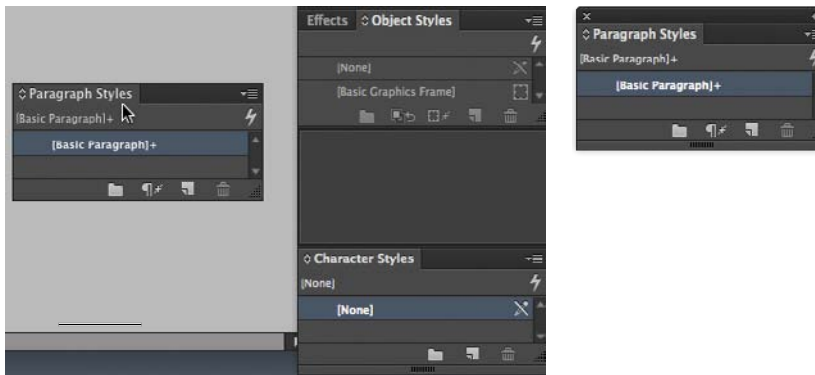 Effects Object Styles
[None]
[Basic Graphics Frame]
Paragraph Styles
[Basic Paragraph]+
[Basic Paragraph]+
Character Styles
[None]
[None]
Paragraph Styles
[Basic Paragraph]+
[Basic Paragraph]+